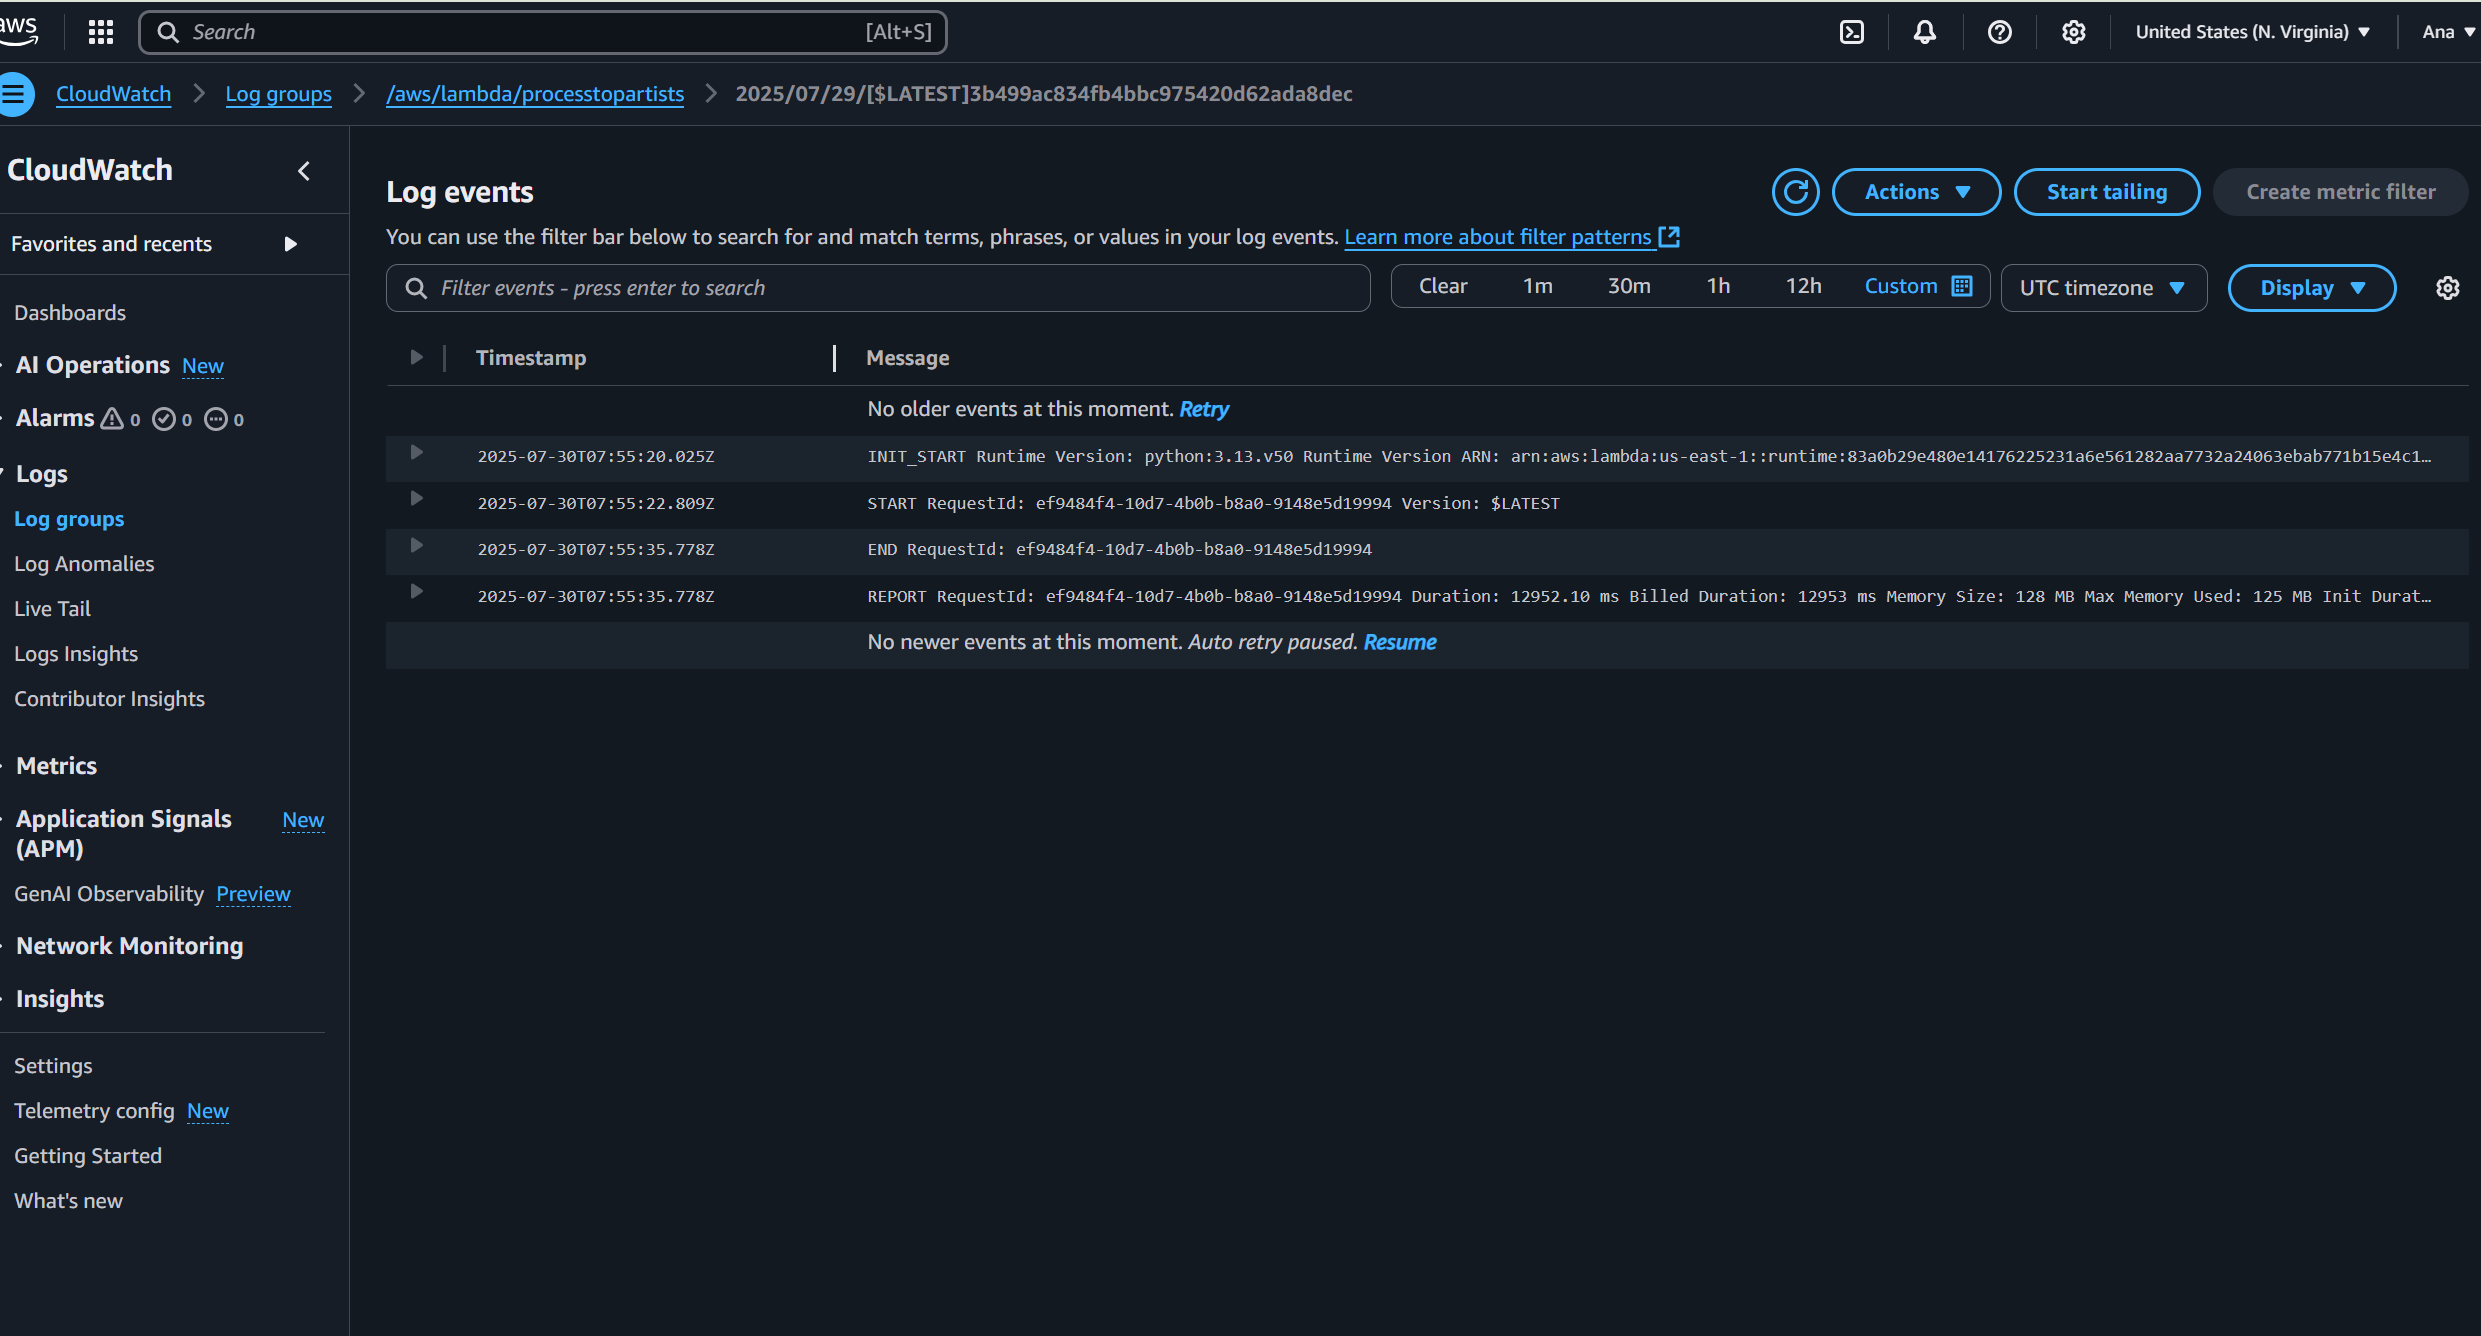 aws
Search [Alt+S]
United States (N. Virginia)
Ana
CloudWatch
Log groups
/aws/lambda/processtopartists
2025/07/29/[$LATEST]3b499ac834fb4bbc975420d62ada8dec
CloudWatch
Favorites and recents
Dashboards
AI Operations New
Alarms 0 0 0
Logs
Log groups
Log Anomalies
Live Tail
Logs Insights
Contributor Insights
Metrics
Application Signals New
(APM)
GenAI Observability Preview
Network Monitoring
Insights
Settings
Telemetry config New
Getting Started
What's new
Log events
Actions
Start tailing
Create metric filter
You can use the filter bar below to search for and match terms, phrases, or values in your log events. Learn more about filter patterns
Filter events - press enter to search
Clear 1m 30m 1h 12h Custom
UTC timezone
Display
Timestamp Message
No older events at this moment. Retry
2025-07-30T07:55:20.025Z INIT_START Runtime Version: python:3.13.v50 Runtime Version ARN: arn:aws:lambda:us-east-1::runtime:83a0b29e480e14176225231a6e561282aa7732a24063ebab771b15e4c1…
2025-07-30T07:55:22.809Z START RequestId: ef9484f4-10d7-4b0b-b8a0-9148e5d19994 Version: $LATEST
2025-07-30T07:55:35.778Z END RequestId: ef9484f4-10d7-4b0b-b8a0-9148e5d19994
2025-07-30T07:55:35.778Z REPORT RequestId: ef9484f4-10d7-4b0b-b8a0-9148e5d19994 Duration: 12952.10 ms Billed Duration: 12953 ms Memory Size: 128 MB Max Memory Used: 125 MB Init Durat…
No newer events at this moment. Auto retry paused. Resume